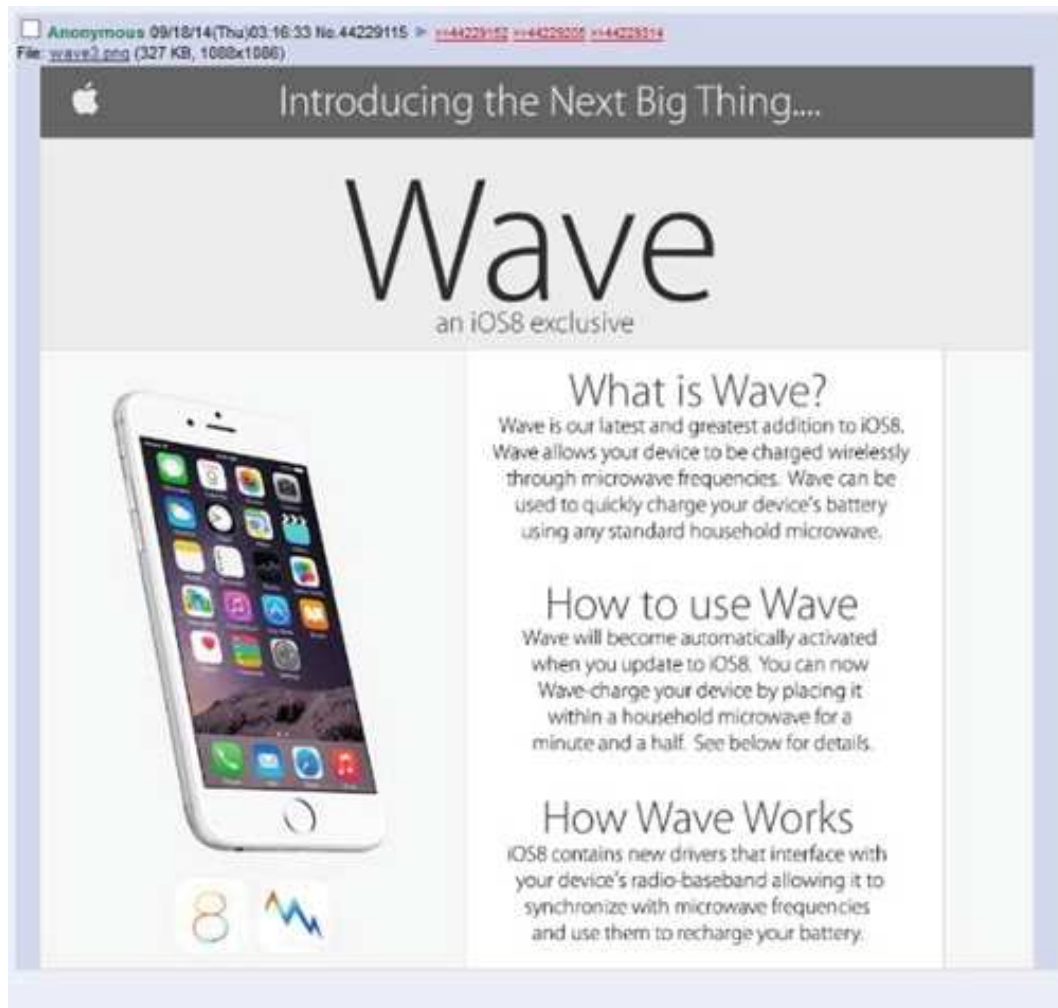 Anonymous 09/18/14(Thu)03:16:33 No.44229115 ▶ >>44229152 >>44229205 >>44229314
File: wave3.png (327 KB, 1088x1086)
Introducing the Next Big Thing....
Wave
an iOS8 exclusive
What is Wave?
Wave is our latest and greatest addition to iOS8.
Wave allows your device to be charged wirelessly
through microwave frequencies. Wave can be
used to quickly charge your device's battery
using any standard household microwave.
How to use Wave
Wave will become automatically activated
when you update to iOS8. You can now
Wave-charge your device by placing it
within a household microwave for a
minute and a half. See below for details.
How Wave Works
iOS8 contains new drivers that interface with
your device's radio-baseband allowing it to
synchronize with microwave frequencies
and use them to recharge your battery.
8